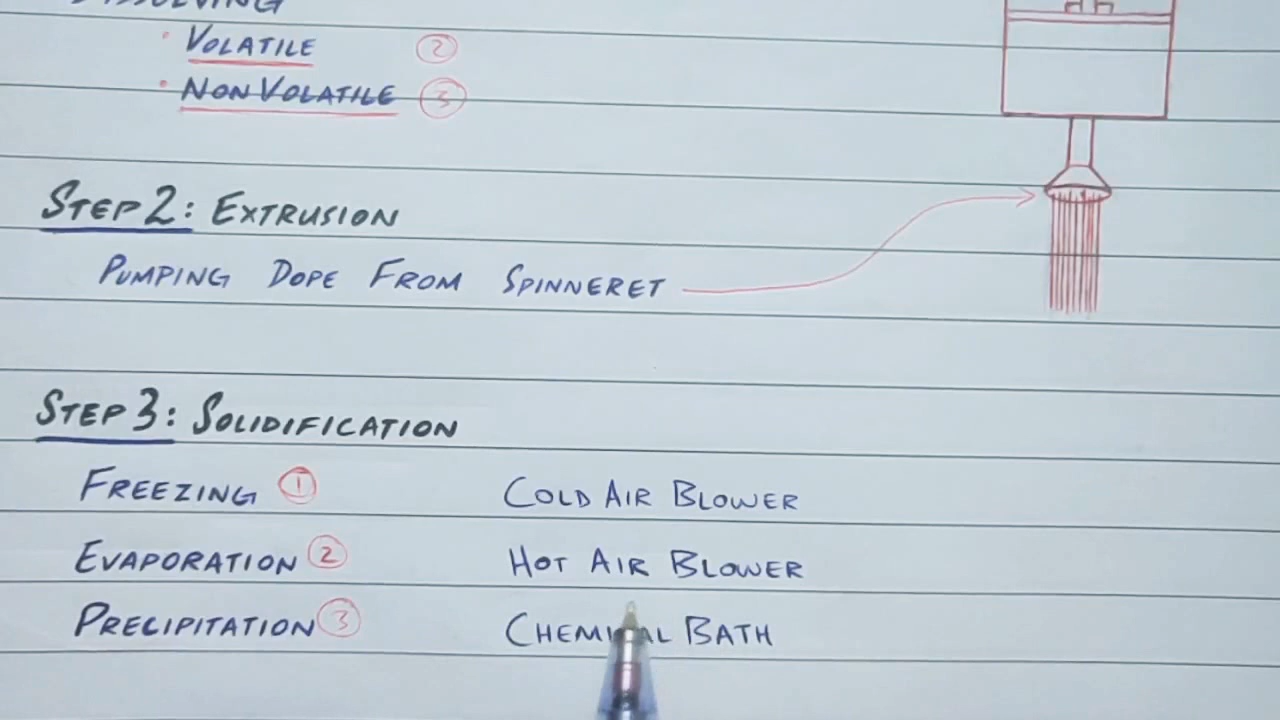 DISSOLVING
• VOLATILE ②
• NONVOLATILE ③
STEP 2: EXTRUSION
PUMPING DOPE FROM SPINNERET
STEP 3: SOLIDIFICATION
FREEZING ① COLD AIR BLOWER
EVAPORATION ② HOT AIR BLOWER
PRECIPITATION ③ CHEMICAL BATH